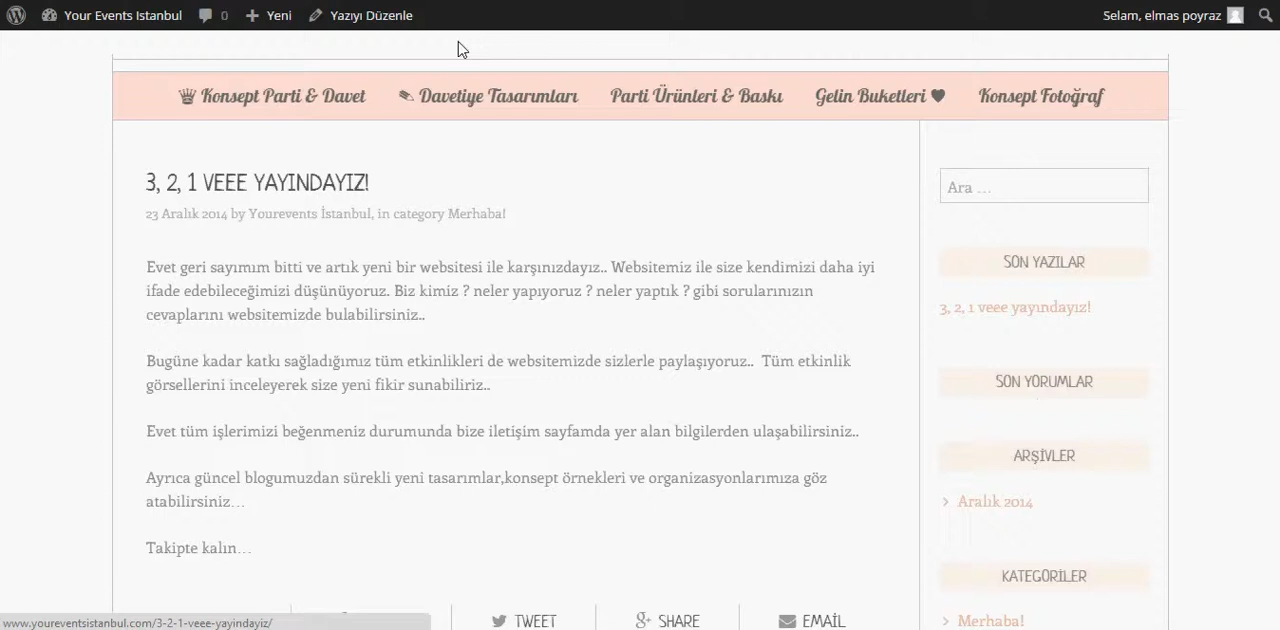 Your Events Istanbul 0 Yeni Yazıyı Düzenle Selam, elmas poyraz
Konsept Parti & Davet Davetiye Tasarımları Parti Ürünleri & Baskı Gelin Buketleri Konsept Fotoğraf
3, 2, 1 VEEE YAYINDAYIZ!
23 Aralık 2014 by Yourevents İstanbul, in category Merhaba!
Evet geri sayımım bitti ve artık yeni bir websitesi ile karşınızdayız.. Websitemiz ile size kendimizi daha iyi
ifade edebileceğimizi düşünüyoruz. Biz kimiz ? neler yapıyoruz ? neler yaptık ? gibi sorularınızın
cevaplarını websitemizde bulabilirsiniz..
Bugüne kadar katkı sağladığımız tüm etkinlikleri de websitemizde sizlerle paylaşıyoruz.. Tüm etkinlik
görsellerini inceleyerek size yeni fikir sunabiliriz..
Evet tüm işlerimizi beğenmeniz durumunda bize iletişim sayfamda yer alan bilgilerden ulaşabilirsiniz..
Ayrıca güncel blogumuzdan sürekli yeni tasarımlar,konsept örnekleri ve organizasyonlarımıza göz
atabilirsiniz…
Takipte kalın…
TWEET SHARE EMAIL
Ara …
SON YAZILAR
3, 2, 1 veee yayındayız!
SON YORUMLAR
ARŞİVLER
Aralık 2014
KATEGORİLER
Merhaba!
www.youreventsistanbul.com/3-2-1-veee-yayindayiz/